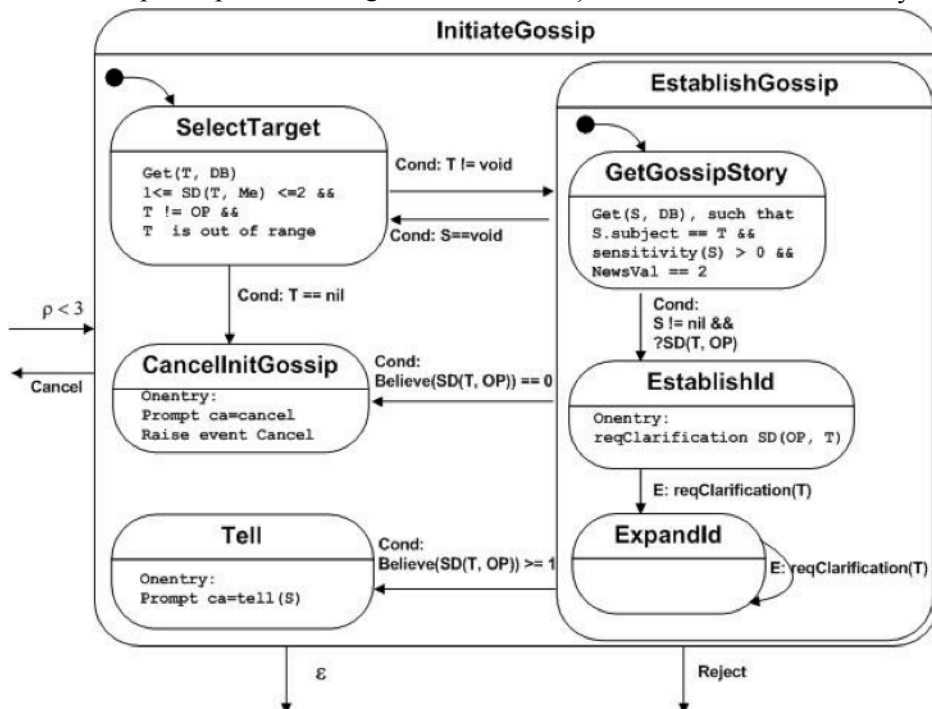 InitiateGossip
SelectTarget
Get(T, DB)
1<= SD(T, Me) <=2 &&
T != OP &&
T is out of range
Cond: T != void
Cond: S==void
EstablishGossip
GetGossipStory
Get(S, DB), such that
S.subject == T &&
sensitivity(S) > 0 &&
NewsVal == 2
Cond: T == nil
Cond:
S != nil &&
?SD(T, OP)
ρ < 3
Cancel
CancelInitGossip
Onentry:
Prompt ca=cancel
Raise event Cancel
Cond:
Believe(SD(T, OP)) == 0
EstablishId
Onentry:
reqClarification SD(OP, T)
E: reqClarification(T)
Tell
Onentry:
Prompt ca=tell(S)
Cond:
Believe(SD(T, OP)) >= 1
ExpandId
E: reqClarification(T)
ε
Reject